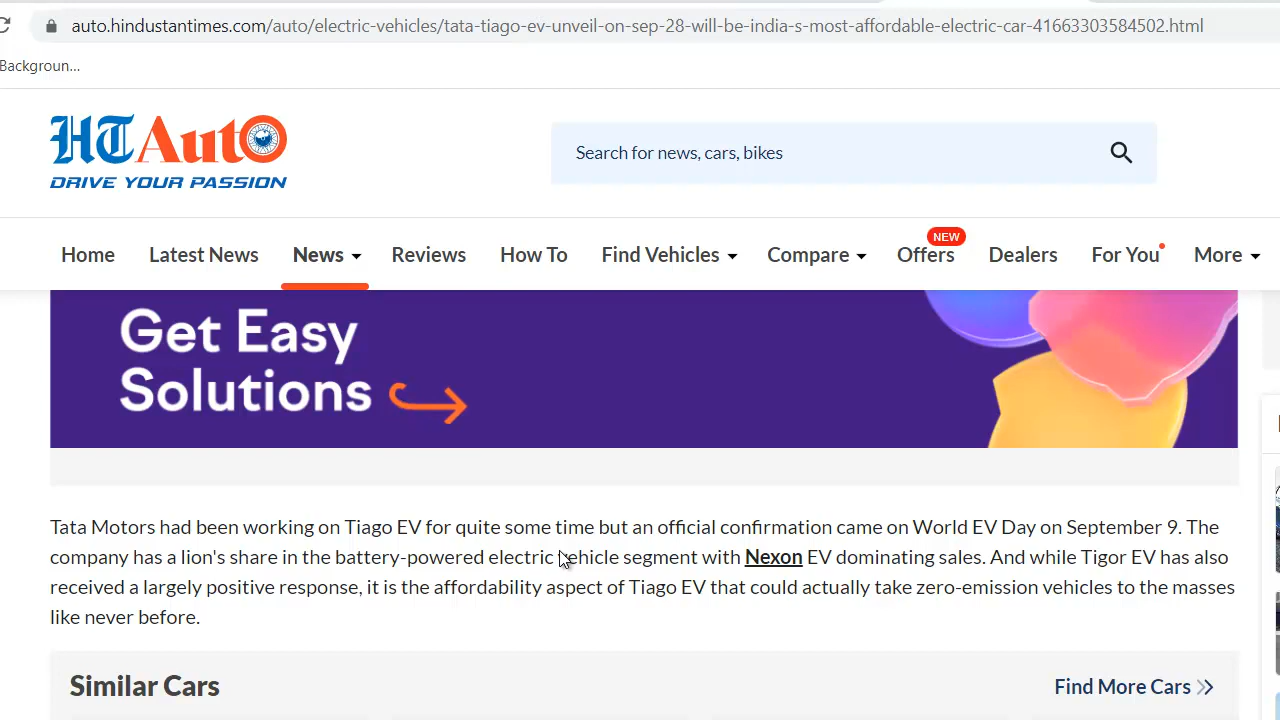 auto.hindustantimes.com/auto/electric-vehicles/tata-tiago-ev-unveil-on-sep-28-will-be-india-s-most-affordable-electric-car-41663303584502.html
Backgroun...
HT Auto
DRIVE YOUR PASSION
Search for news, cars, bikes
NEW
Home Latest News News Reviews How To Find Vehicles Compare Offers Dealers For You More
Get Easy
Solutions
Tata Motors had been working on Tiago EV for quite some time but an official confirmation came on World EV Day on September 9. The
company has a lion's share in the battery-powered electric vehicle segment with Nexon EV dominating sales. And while Tigor EV has also
received a largely positive response, it is the affordability aspect of Tiago EV that could actually take zero-emission vehicles to the masses
like never before.
Similar Cars
Find More Cars